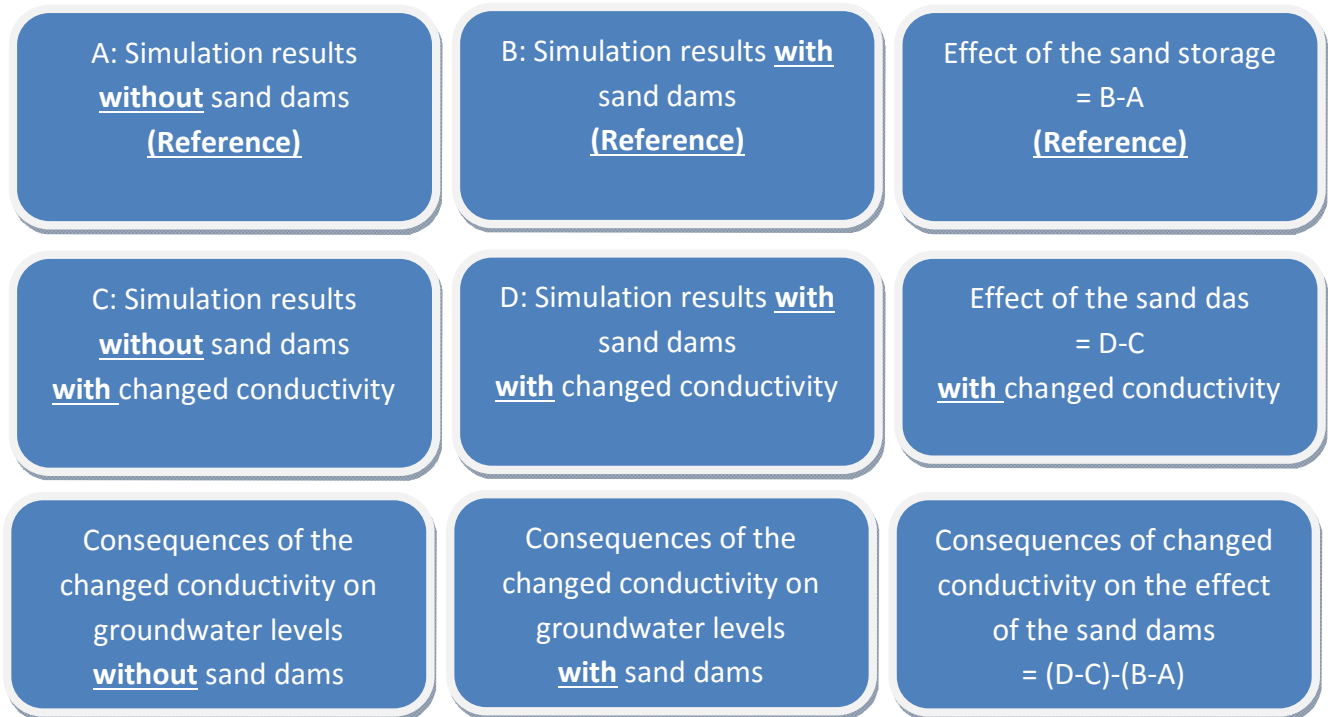 A: Simulation results
without sand dams
(Reference)
B: Simulation results with
sand dams
(Reference)
Effect of the sand storage
= B-A
(Reference)
C: Simulation results
without sand dams
with changed conductivity
D: Simulation results with
sand dams
with changed conductivity
Effect of the sand das
= D-C
with changed conductivity
Consequences of the
changed conductivity on
groundwater levels
without sand dams
Consequences of the
changed conductivity on
groundwater levels
with sand dams
Consequences of changed
conductivity on the effect
of the sand dams
= (D-C)-(B-A)